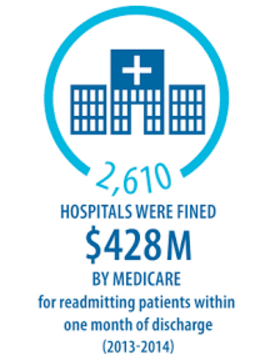 2,610
HOSPITALS WERE FINED
$428M
BY MEDICARE
for readmitting patients within
one month of discharge
(2013-2014)